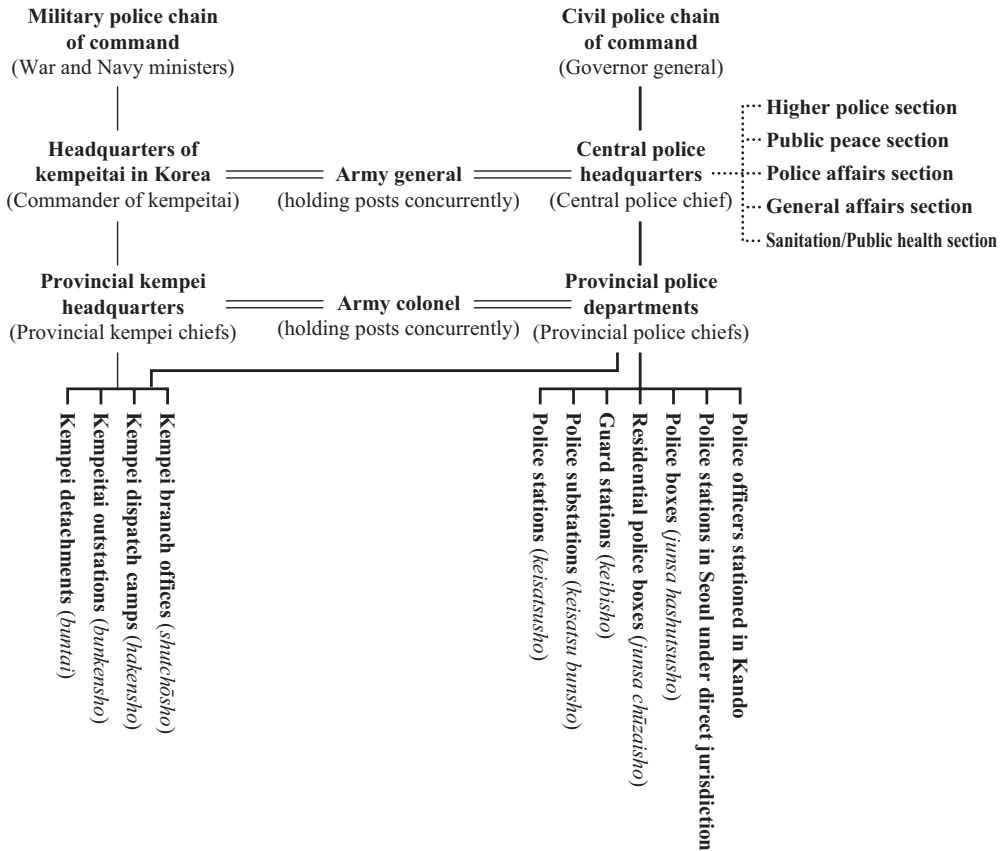 Military police chain
of command
(War and Navy ministers)
Civil police chain
of command
(Governor general)
Higher police section
Public peace section
Police affairs section
General affairs section
Sanitation/Public health section
Headquarters of
kempeitai in Korea
(Commander of kempeitai)
Army general
(holding posts concurrently)
Central police
headquarters
(Central police chief)
Provincial kempei
headquarters
(Provincial kempei chiefs)
Army colonel
(holding posts concurrently)
Provincial police
departments
(Provincial police chiefs)
Kempei detachments (buntai)
Kempeitai outstations (bunkensho)
Kempei dispatch camps (hakensho)
Kempei branch offices (shutchōsho)
Police stations (keisatsusho)
Police substations (keisatsu bunsho)
Guard stations (keibisho)
Residential police boxes (junsa chūzaisho)
Police boxes (junsa hashutsusho)
Police stations in Seoul under direct jurisdiction
Police officers stationed in Kando